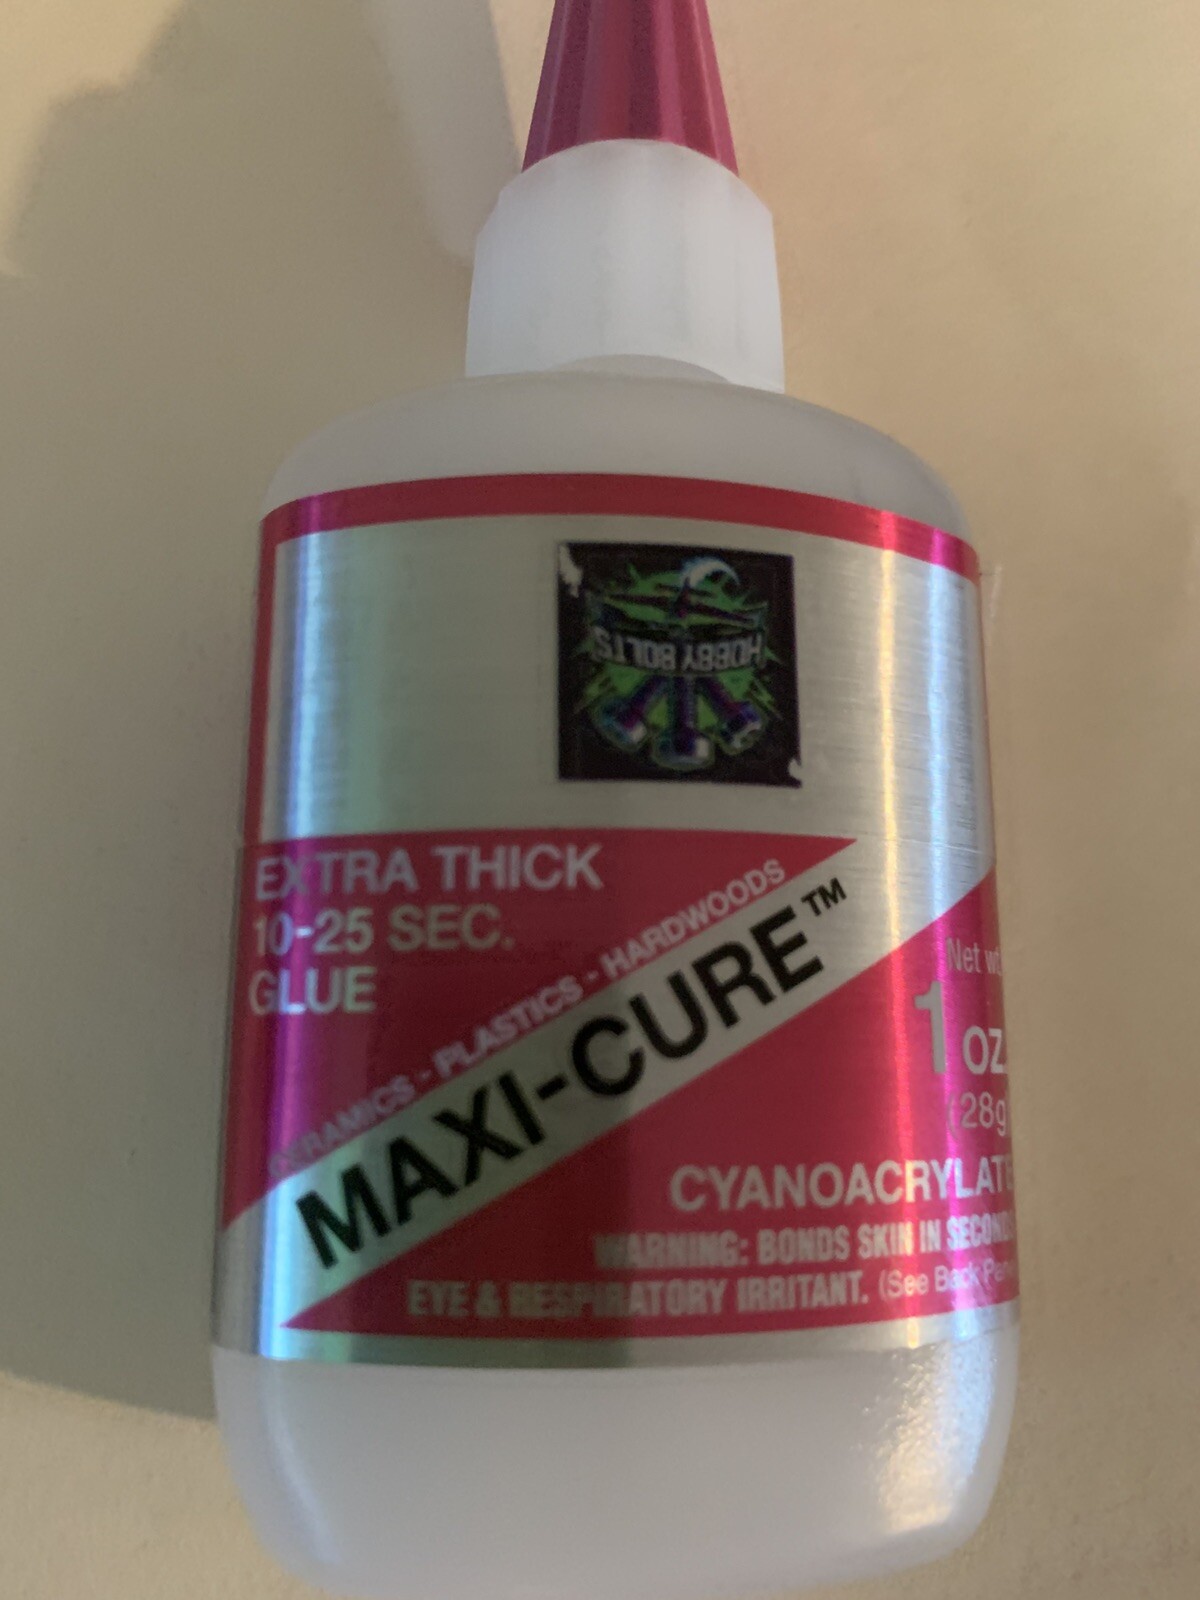 HOBBY BOLTS
EXTRA THICK
10-25 SEC.
GLUE
CERAMICS - PLASTICS - HARDWOODS
MAXI-CURE™
Net wt
1 OZ.
(28g
CYANOACRYLATE
WARNING: BONDS SKIN IN SECONDS
EYE & RESPIRATORY IRRITANT. (See Back